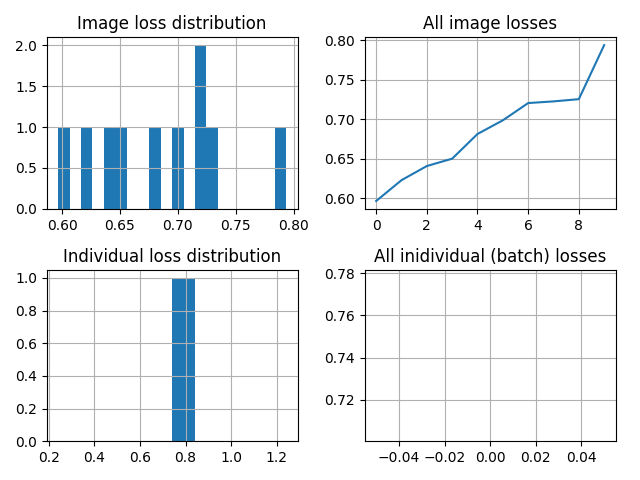 Image loss distribution
2.0
1.5
1.0
0.5
0.0
0.60 0.65 0.70 0.75 0.80
All image losses
0.80
0.75
0.70
0.65
0.60
0 2 4 6 8
Individual loss distribution
1.0
0.8
0.6
0.4
0.2
0.0
0.2 0.4 0.6 0.8 1.0 1.2
All inidividual (batch) losses
0.78
0.76
0.74
0.72
−0.04 −0.02 0.00 0.02 0.04